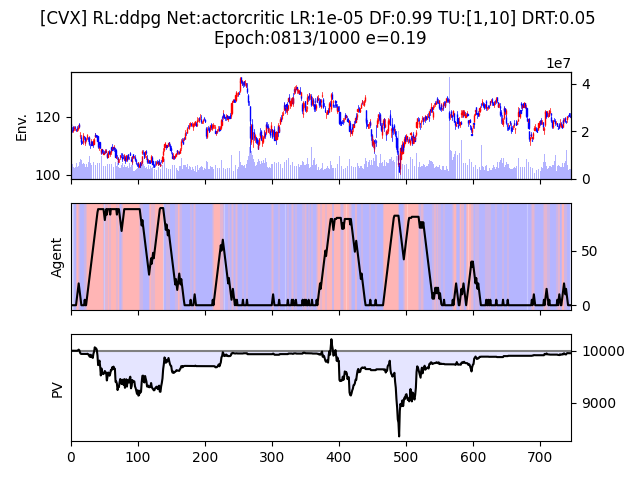 [CVX] RL:ddpg Net:actorcritic LR:1e-05 DF:0.99 TU:[1,10] DRT:0.05
Epoch:0813/1000 e=0.19
1e7
Env.
120
100
4
2
0
Agent
50
0
PV
10000
9000
0 100 200 300 400 500 600 700